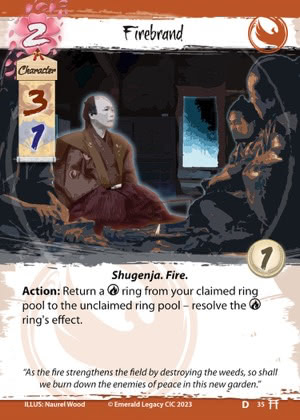 2
Firebrand
Character
3
1
1
Shugenja. Fire.
Action: Return a ring from your claimed ring
pool to the unclaimed ring pool – resolve the
ring's effect.
"As the fire strengthens the field by destroying the weeds, so shall
we burn down the enemies of peace in this new garden."
ILLUS: Naurel Wood © Emerald Legacy CIC 2023 D 35